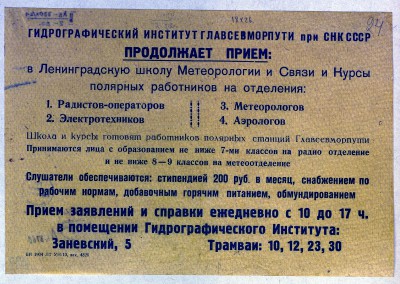 94
ГИДРОГРАФИЧЕСКИЙ ИНСТИТУТ ГЛАВСЕВМОРПУТИ при СНК СССР
ПРОДОЛЖАЕТ ПРИЕМ:
в Ленинградскую школу Метеорологии и Связи и Курсы
полярных работников на отделения:
1. Радистов-операторов 3. Метеорологов
2. Электротехников 4. Аэрологов
Школа и курсы готовят работников полярных станций Главсевморпути
Принимаются лица с образованием не ниже 7-ми классов на радио отделение
и не ниже 8—9 классов на метеоотделение
Слушатели обеспечиваются: стипендией 200 руб. в месяц, снабжением по
рабочим нормам, добавочным горячим питанием, обмундированием
Прием заявлений и справки ежедневно с 10 до 17 ч.
в помещении Гидрографического Института:
Заневский, 5 Трамваи: 10, 12, 23, 30